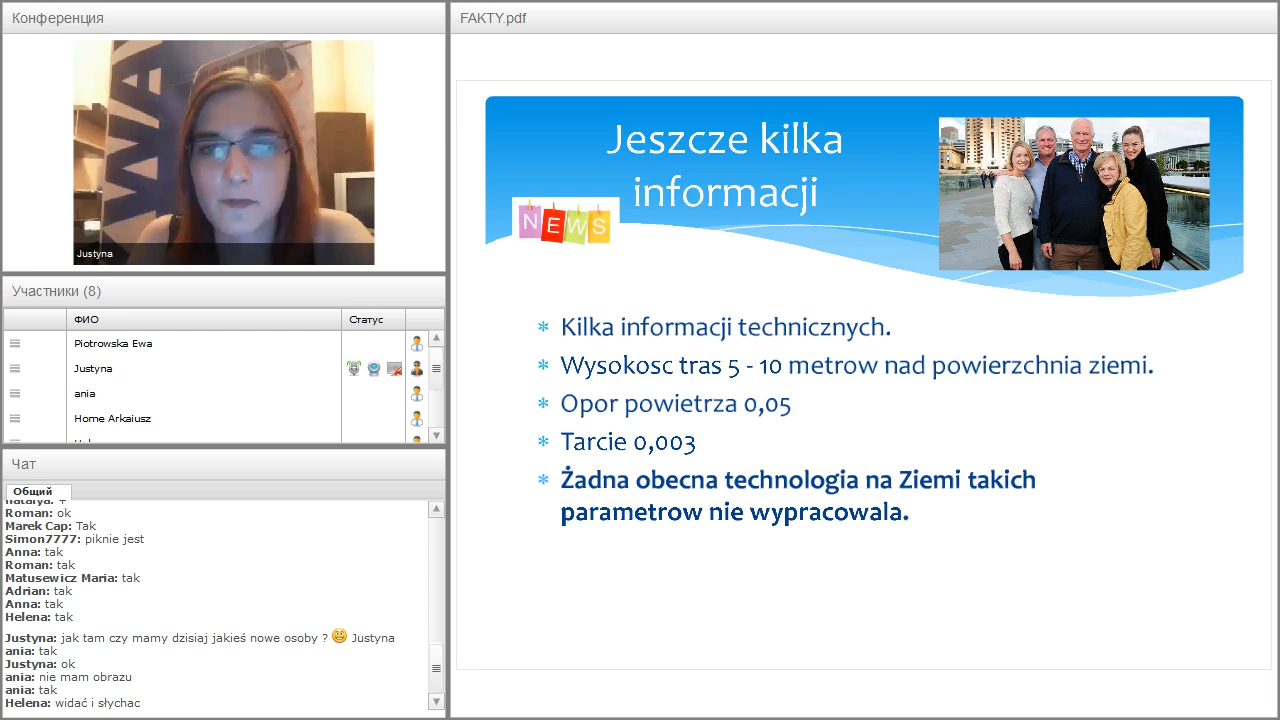 Конференция
WAY
Justyna
Участники (8)
ФИО
Статус
Piotrowska Ewa
Justyna
ania
Home Arkaiusz
Чат
Общий
natalya: +
Roman: ok
Marek Cap: Tak
Simon7777: piknie jest
Anna: tak
Roman: tak
Matusewicz Maria: tak
Adrian: tak
Anna: tak
Helena: tak
Justyna: jak tam czy mamy dzisiaj jakieś nowe osoby ? Justyna
ania: tak
Justyna: ok
ania: nie mam obrazu
ania: tak
Helena: widać i słychac
FAKTY.pdf
Jeszcze kilka
informacji
NEWS
* Kilka informacji technicznych.
* Wysokosc tras 5 - 10 metrow nad powierzchnia ziemi.
* Opor powietrza 0,05
* Tarcie 0,003
* Żadna obecna technologia na Ziemi takich
parametrow nie wypracowala.